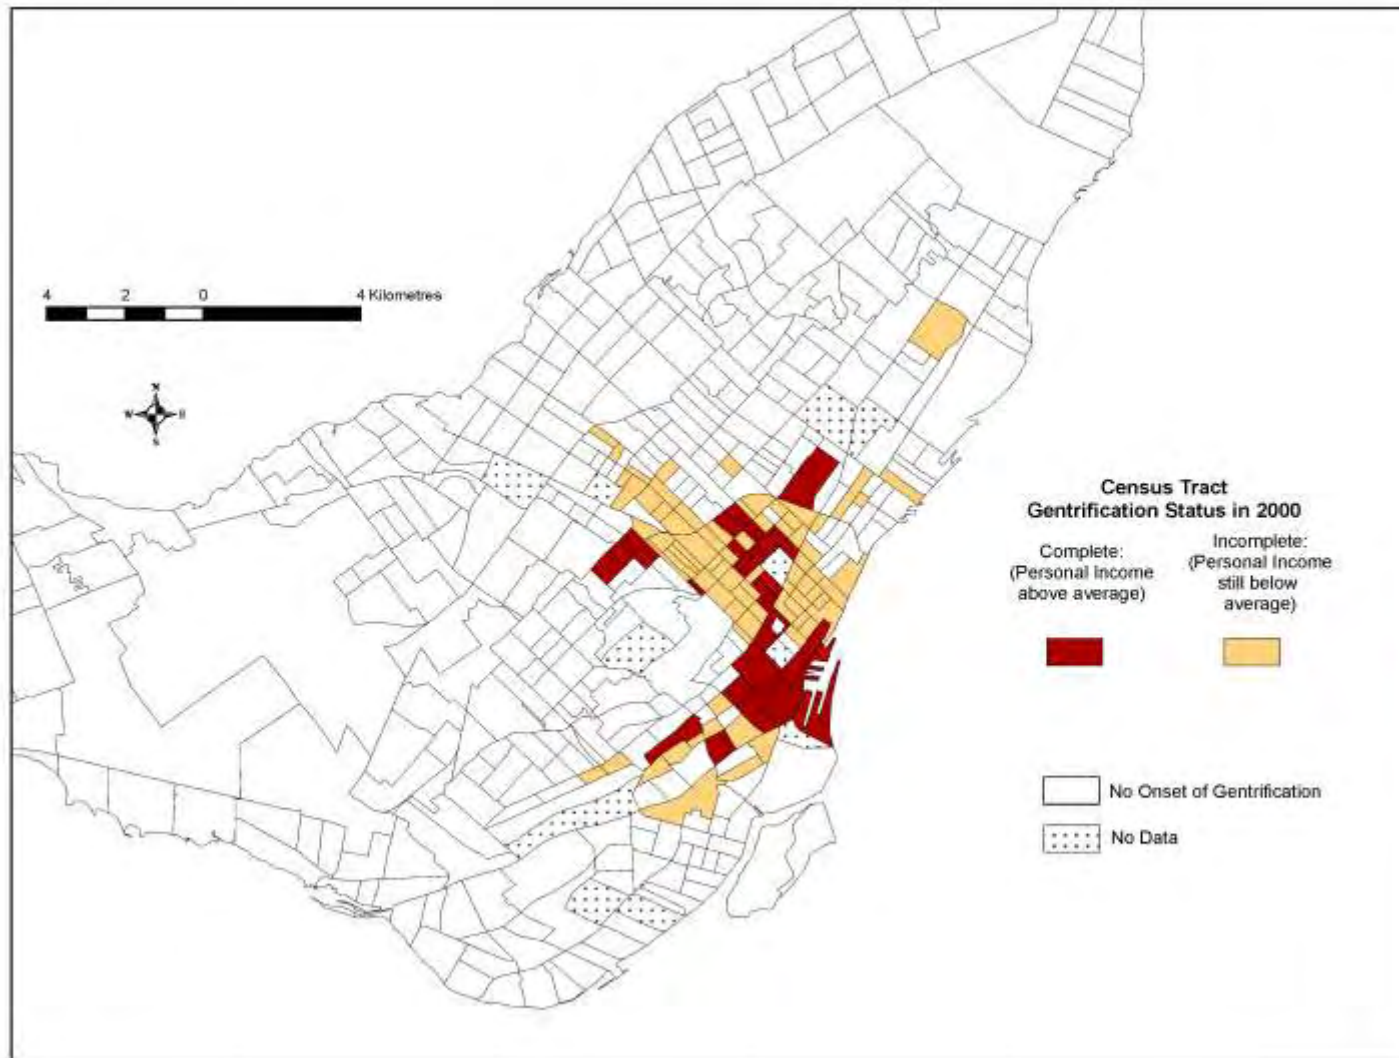 4 2 0 4 Kilometres
N
W E
S
Census Tract
Gentrification Status in 2000
Complete:
(Personal Income
above average)
Incomplete:
(Personal Income
still below
average)
No Onset of Gentrification
No Data